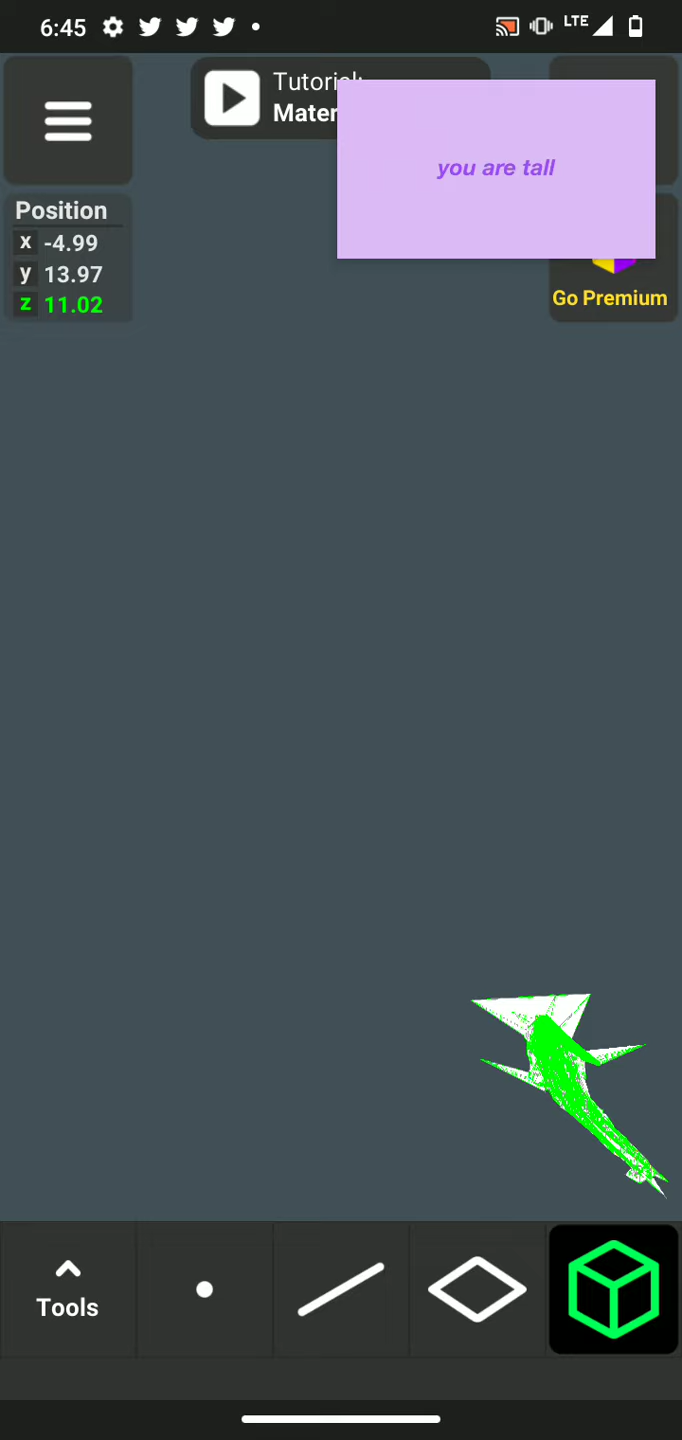 6:45
LTE
Tutorial:
Mater
you are tall
Position
x -4.99
y 13.97
z 11.02
Go Premium
Tools